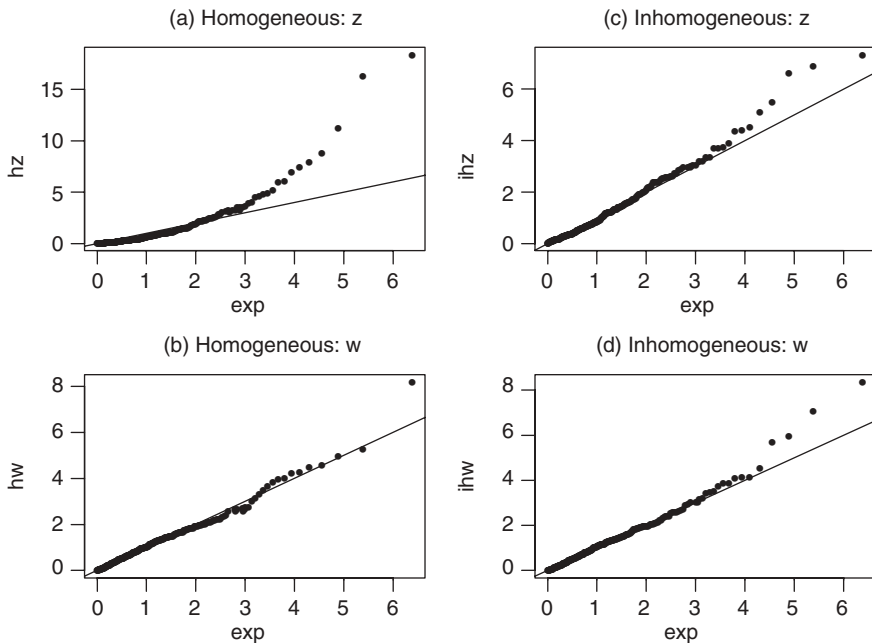 (a) Homogeneous: z
15
10
5
0
hz
0 1 2 3 4 5 6
exp
(c) Inhomogeneous: z
6
4
2
0
ihz
0 1 2 3 4 5 6
exp
(b) Homogeneous: w
8
6
4
2
0
hw
0 1 2 3 4 5 6
exp
(d) Inhomogeneous: w
8
6
4
2
0
ihw
0 1 2 3 4 5 6
exp